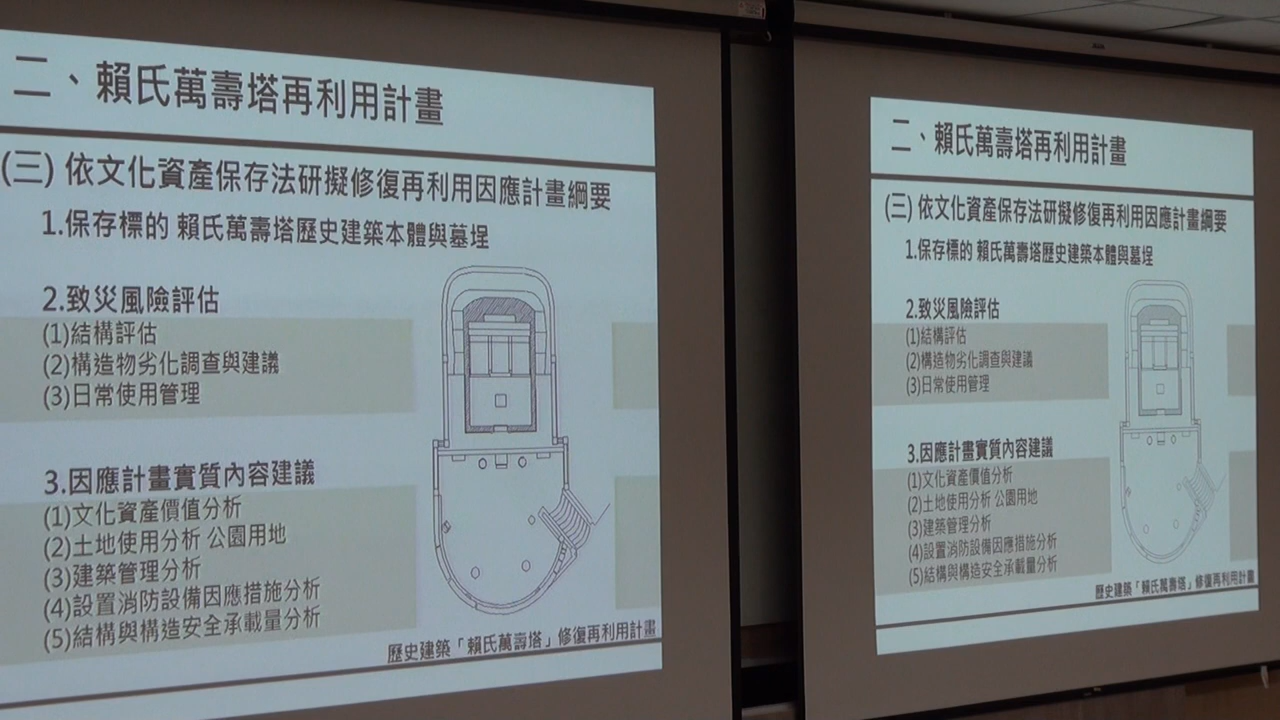 二、賴氏萬壽塔再利用計畫
(三) 依文化資產保存法研擬修復再利用因應計畫綱要
1.保存標的 賴氏萬壽塔歷史建築本體與墓埕
2.致災風險評估
(1)結構評估
(2)構造物劣化調查與建議
(3)日常使用管理
3.因應計畫實質內容建議
(1)文化資產價值分析
(2)土地使用分析 公園用地
(3)建築管理分析
(4)設置消防設備因應措施分析
(5)結構與構造安全承載量分析
歷史建築「賴氏萬壽塔」修復再利用計畫
二、賴氏萬壽塔再利用計畫
(三) 依文化資產保存法研擬修復再利用因應計畫綱要
1.保存標的 賴氏萬壽塔歷史建築本體與墓埕
2.致災風險評估
(1)結構評估
(2)構造物劣化調查與建議
(3)日常使用管理
3.因應計畫實質內容建議
(1)文化資產價值分析
(2)土地使用分析 公園用地
(3)建築管理分析
(4)設置消防設備因應措施分析
(5)結構與構造安全承載量分析
歷史建築「賴氏萬壽塔」修復再利用計畫